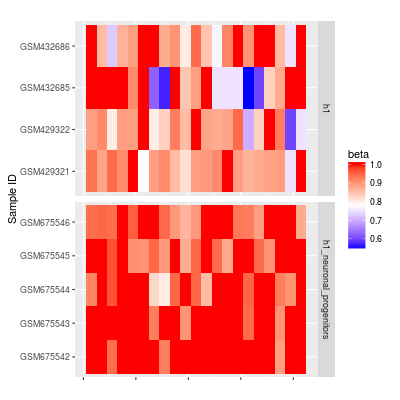 GSM432686
GSM432685
GSM429322
GSM429321
GSM675546
GSM675545
GSM675544
GSM675543
GSM675542
Sample ID
h1
h1_neuronal_progenitors
beta
1.0
0.9
0.8
0.7
0.6